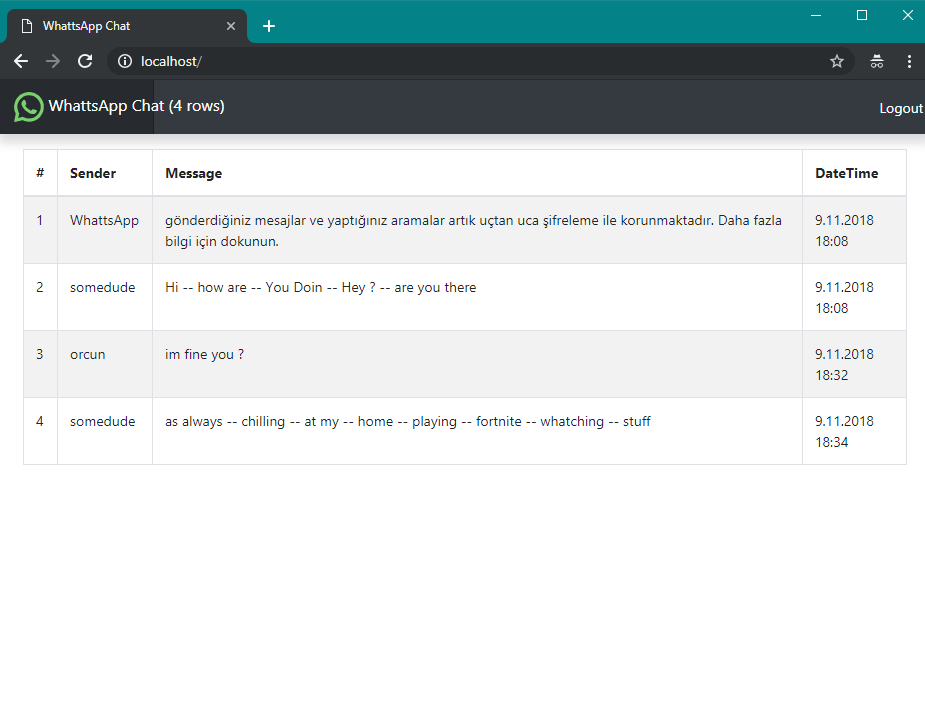 WhattsApp Chat
localhost/
WhattsApp Chat (4 rows)
Logout
# Sender Message DateTime
1 WhattsApp gönderdiğiniz mesajlar ve yaptığınız aramalar artık uçtan uca şifreleme ile korunmaktadır. Daha fazla 9.11.2018
bilgi için dokunun. 18:08
2 somedude Hi -- how are -- You Doin -- Hey ? -- are you there 9.11.2018
18:08
3 orcun im fine you ? 9.11.2018
18:32
4 somedude as always -- chilling -- at my -- home -- playing -- fortnite -- whatching -- stuff 9.11.2018
18:34